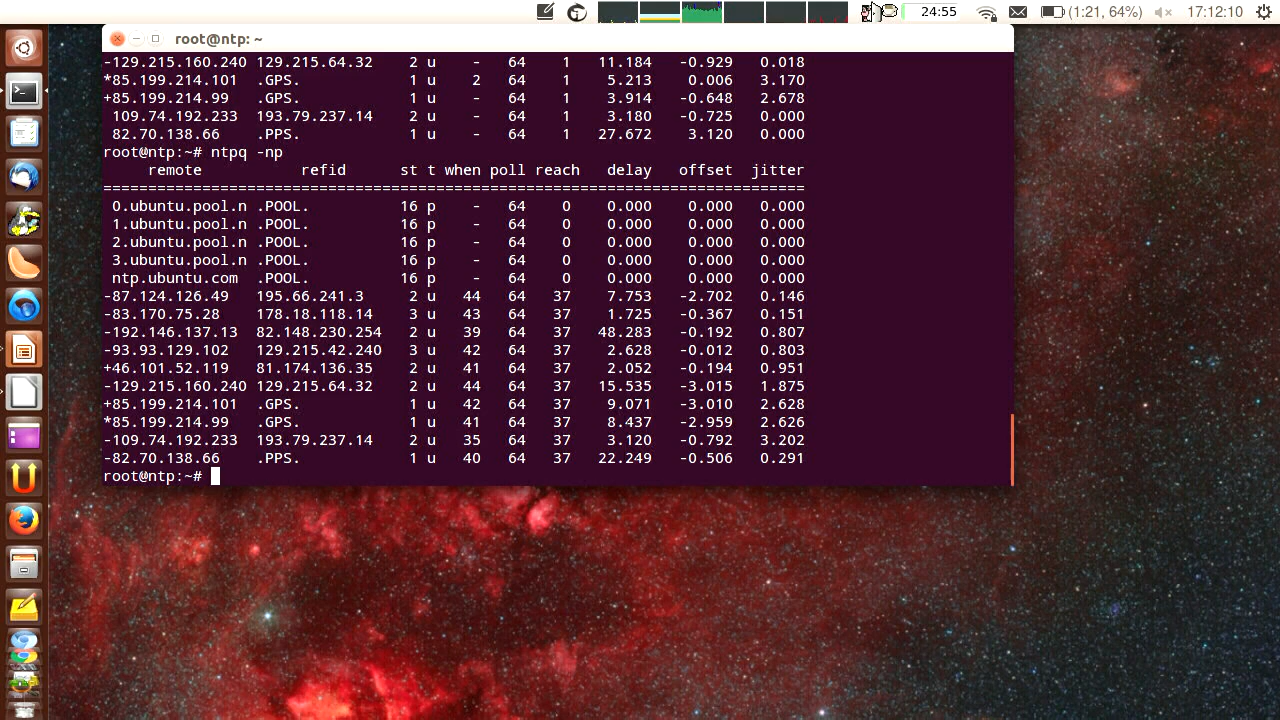 24:55 (1:21, 64%) 17:12:10
root@ntp: ~
-129.215.160.240 129.215.64.32 2 u - 64 1 11.184 -0.929 0.018
*85.199.214.101 .GPS. 1 u 2 64 1 5.213 0.006 3.170
+85.199.214.99 .GPS. 1 u - 64 1 3.914 -0.648 2.678
109.74.192.233 193.79.237.14 2 u - 64 1 3.180 -0.725 0.000
82.70.138.66 .PPS. 1 u - 64 1 27.672 3.120 0.000
root@ntp:~# ntpq -np
remote refid st t when poll reach delay offset jitter
==============================================================================
0.ubuntu.pool.n .POOL. 16 p - 64 0 0.000 0.000 0.000
1.ubuntu.pool.n .POOL. 16 p - 64 0 0.000 0.000 0.000
2.ubuntu.pool.n .POOL. 16 p - 64 0 0.000 0.000 0.000
3.ubuntu.pool.n .POOL. 16 p - 64 0 0.000 0.000 0.000
ntp.ubuntu.com .POOL. 16 p - 64 0 0.000 0.000 0.000
-87.124.126.49 195.66.241.3 2 u 44 64 37 7.753 -2.702 0.146
-83.170.75.28 178.18.118.14 3 u 43 64 37 1.725 -0.367 0.151
-192.146.137.13 82.148.230.254 2 u 39 64 37 48.283 -0.192 0.807
-93.93.129.102 129.215.42.240 3 u 42 64 37 2.628 -0.012 0.803
+46.101.52.119 81.174.136.35 2 u 41 64 37 2.052 -0.194 0.951
-129.215.160.240 129.215.64.32 2 u 44 64 37 15.535 -3.015 1.875
+85.199.214.101 .GPS. 1 u 42 64 37 9.071 -3.010 2.628
*85.199.214.99 .GPS. 1 u 41 64 37 8.437 -2.959 2.626
-109.74.192.233 193.79.237.14 2 u 35 64 37 3.120 -0.792 3.202
-82.70.138.66 .PPS. 1 u 40 64 37 22.249 -0.506 0.291
root@ntp:~#